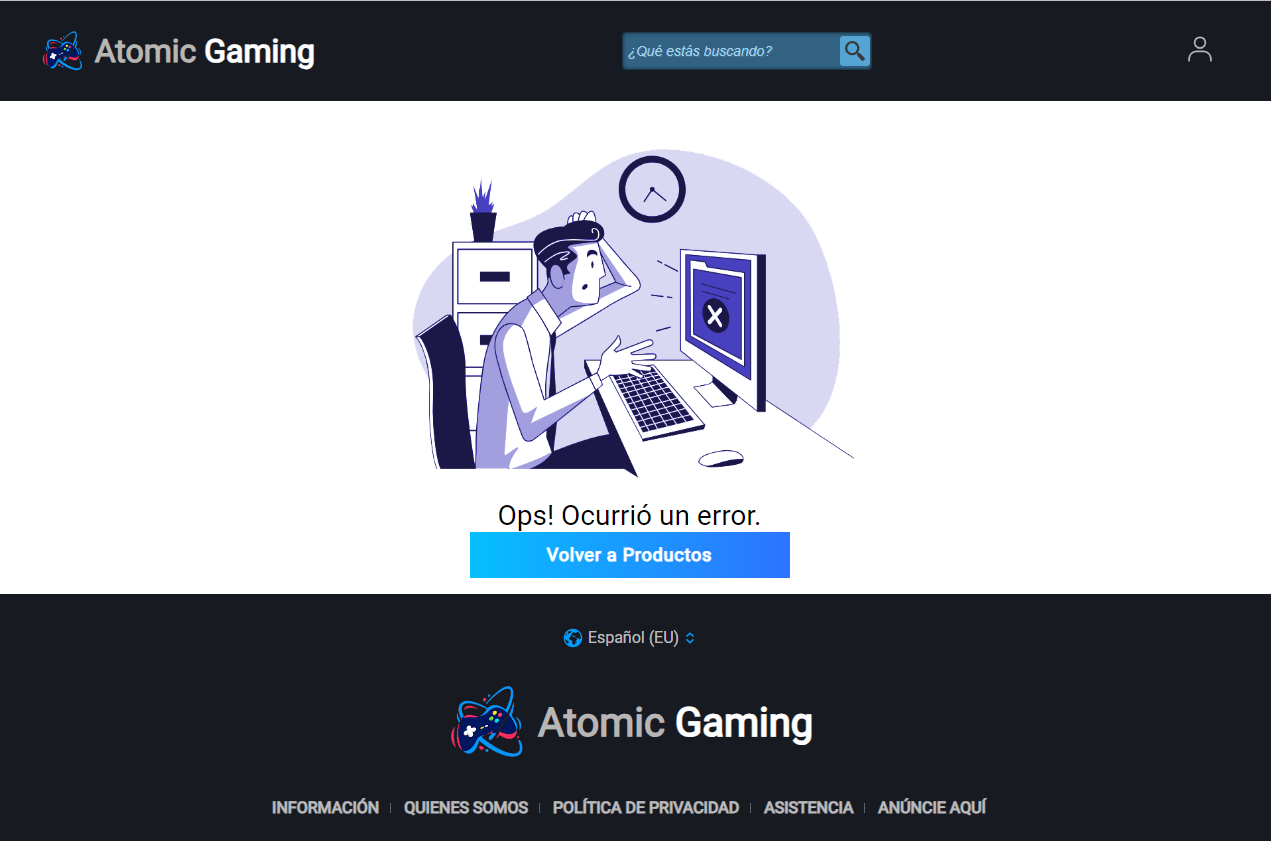 Atomic Gaming
¿Qué estás buscando?
Ops! Ocurrió un error.
Volver a Productos
Español (EU)
Atomic Gaming
INFORMACIÓN | QUIENES SOMOS | POLÍTICA DE PRIVACIDAD | ASISTENCIA | ANÚNCIE AQUÍ